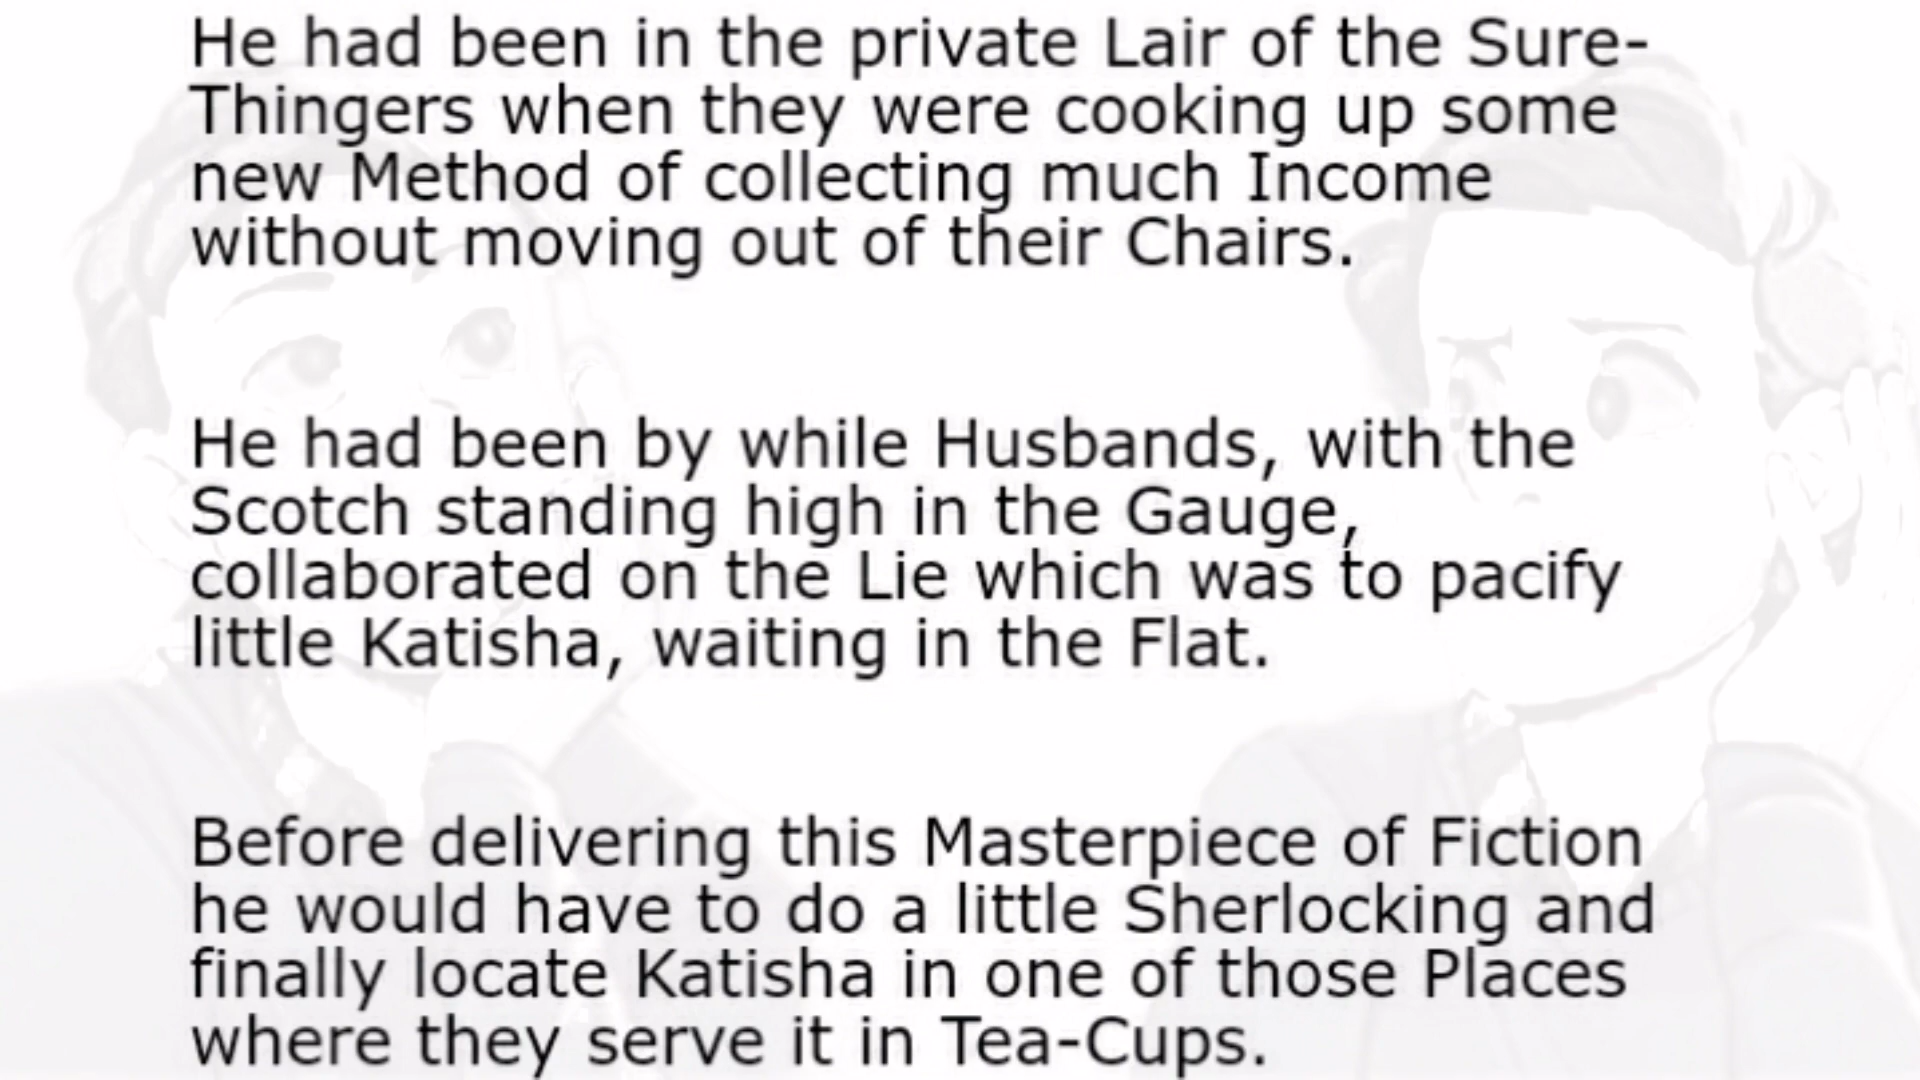 He had been in the private Lair of the Sure-
Thingers when they were cooking up some
new Method of collecting much Income
without moving out of their Chairs.
He had been by while Husbands, with the
Scotch standing high in the Gauge,
collaborated on the Lie which was to pacify
little Katisha, waiting in the Flat.
Before delivering this Masterpiece of Fiction
he would have to do a little Sherlocking and
finally locate Katisha in one of those Places
where they serve it in Tea-Cups.